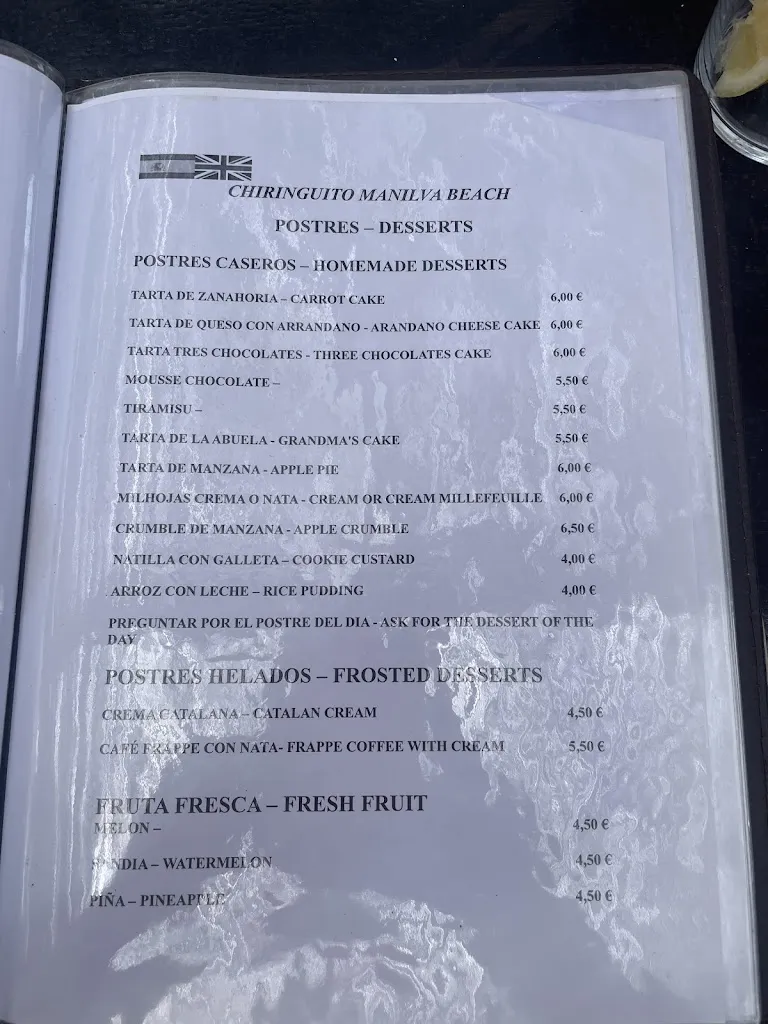 CHIRINGUITO MANILVA BEACH
POSTRES – DESSERTS
POSTRES CASEROS – HOMEMADE DESSERTS
TARTA DE ZANAHORIA – CARROT CAKE 6,00 €
TARTA DE QUESO CON ARRANDANO - ARANDANO CHEESE CAKE 6,00 €
TARTA TRES CHOCOLATES - THREE CHOCOLATES CAKE 6,00 €
MOUSSE CHOCOLATE – 5,50 €
TIRAMISU – 5,50 €
TARTA DE LA ABUELA - GRANDMA'S CAKE 5,50 €
TARTA DE MANZANA - APPLE PIE 6,00 €
MILHOJAS CREMA O NATA - CREAM OR CREAM MILLEFEUILLE 6,00 €
CRUMBLE DE MANZANA - APPLE CRUMBLE 6,50 €
NATILLA CON GALLETA – COOKIE CUSTARD 4,00 €
ARROZ CON LECHE – RICE PUDDING 4,00 €
PREGUNTAR POR EL POSTRE DEL DIA - ASK FOR THE DESSERT OF THE
DAY
POSTRES HELADOS – FROSTED DESSERTS
CREMA CATALANA – CATALAN CREAM 4,50 €
CAFÉ FRAPPE CON NATA- FRAPPE COFFEE WITH CREAM 5,50 €
FRUTA FRESCA – FRESH FRUIT
MELON – 4,50 €
SANDIA – WATERMELON 4,50 €
PIÑA – PINEAPPLE 4,50 €